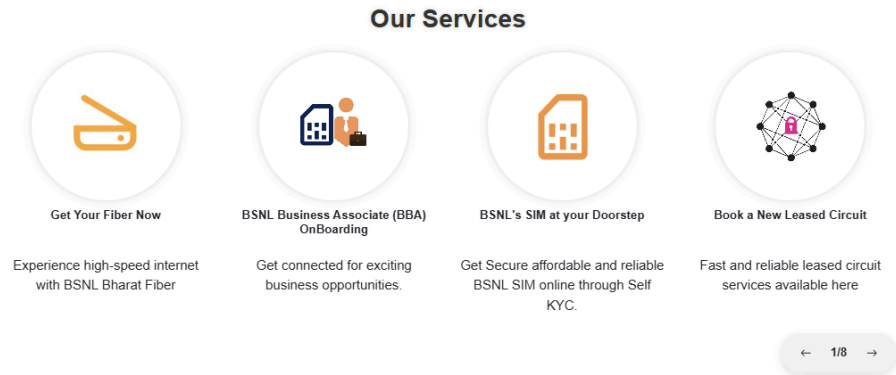 Our Services
Get Your Fiber Now
Experience high-speed internet
with BSNL Bharat Fiber
BSNL Business Associate (BBA)
OnBoarding
Get connected for exciting
business opportunities.
BSNL's SIM at your Doorstep
Get Secure affordable and reliable
BSNL SIM online through Self
KYC.
Book a New Leased Circuit
Fast and reliable leased circuit
services available here
← 1/8 →